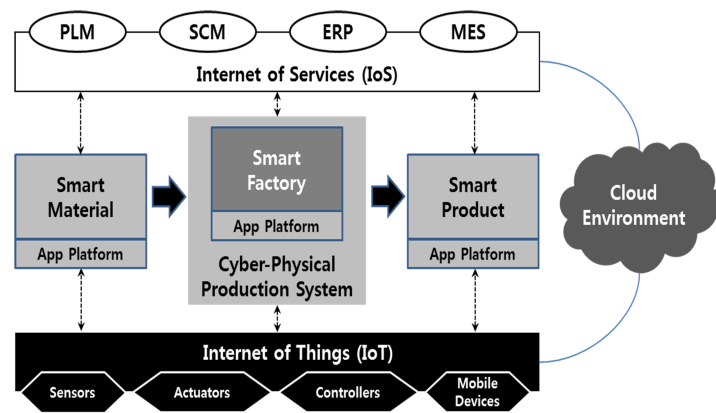 PLM SCM ERP MES
Internet of Services (IoS)
Smart
Material
App Platform
Smart
Factory
App Platform
Cyber-Physical
Production System
Smart
Product
App Platform
Cloud
Environment
Internet of Things (IoT)
Sensors
Actuators
Controllers
Mobile
Devices